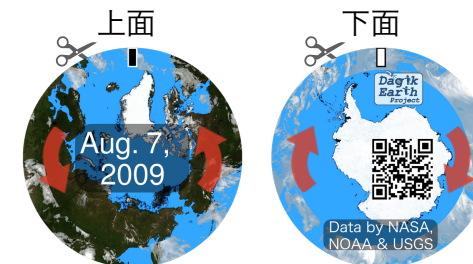 上面
下面
Aug. 7,
2009
Dagik
Earth
Project
Data by NASA,
NOAA & USGS